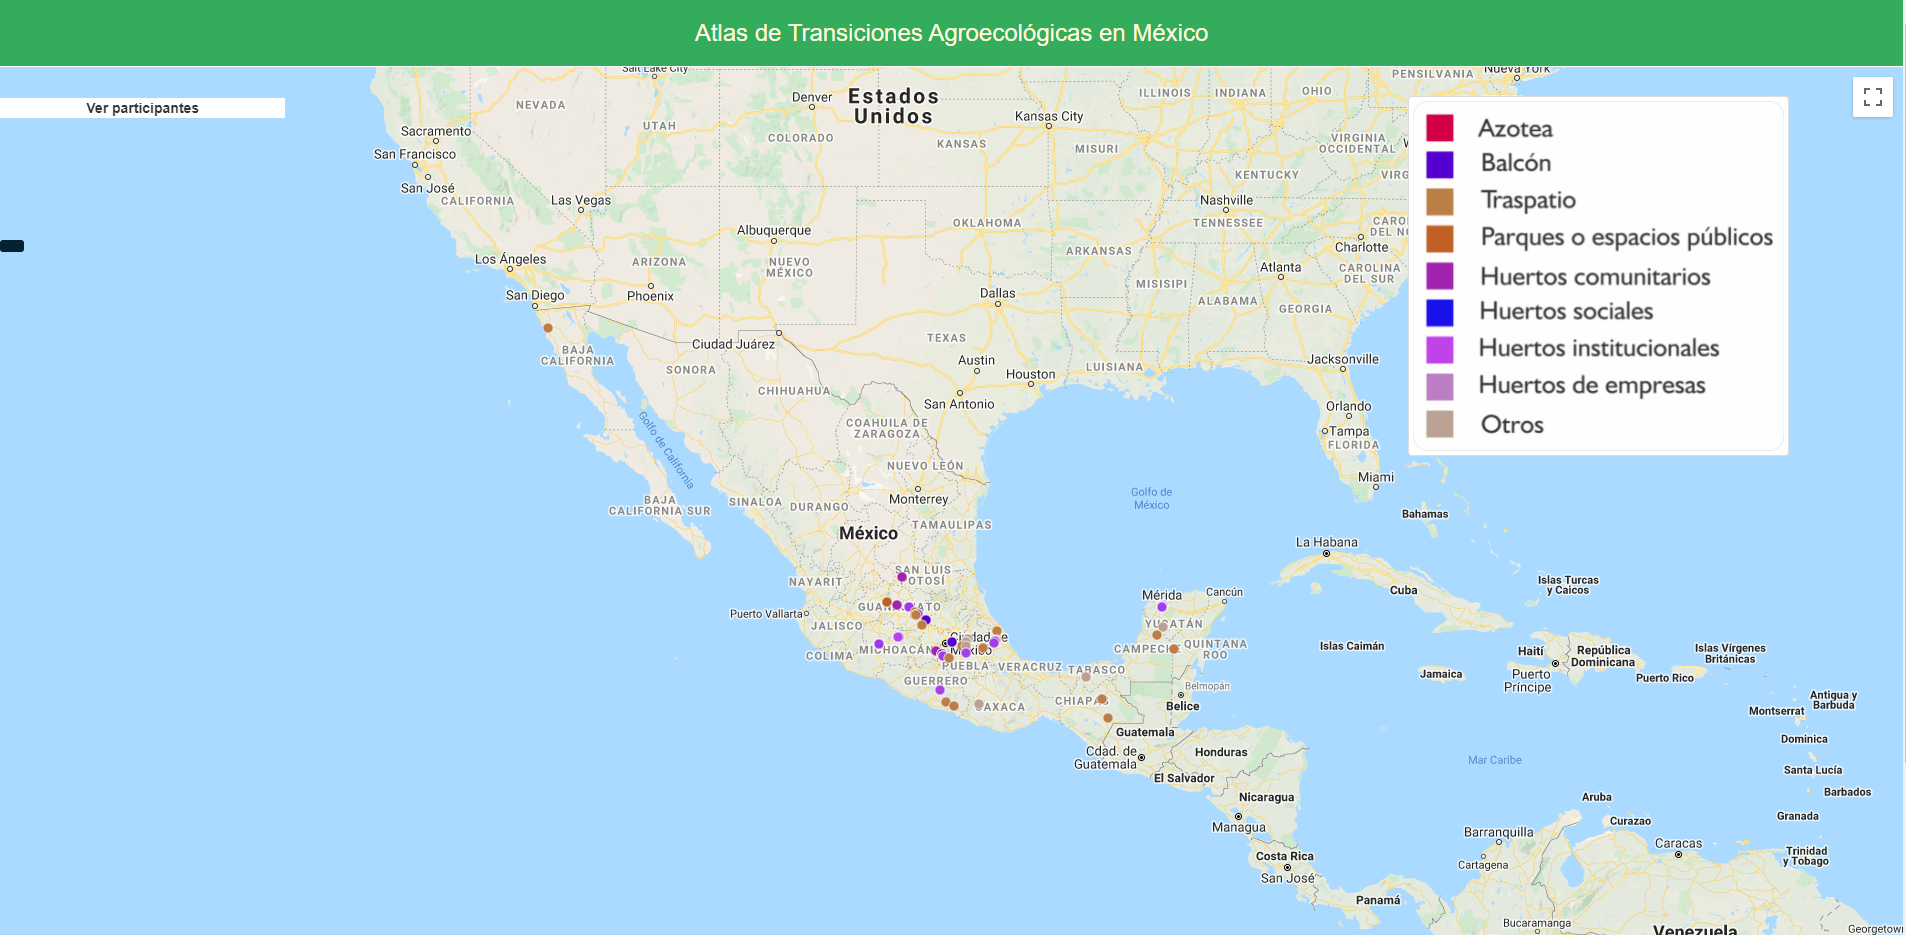 Atlas de Transiciones Agroecológicas en México
Ver participantes
Azotea
Balcón
Traspatio
Parques o espacios públicos
Huertos comunitarios
Huertos sociales
Huertos institucionales
Huertos de empresas
Otros
Salt Lake City
Denver
Estados
Unidos
Kansas City
ILLINOIS
INDIANA
OHIO
PENSILVANIA
Nueva York
NEVADA
UTAH
COLORADO
KANSAS
MISURI
VIRGINIA
OCCIDENTAL
KENTUCKY
VIRG
Sacramento
San Francisco
San José
CALIFORNIA
Las Vegas
Nashville
TENNESSEE
OKLAHOMA
Albuquerque
ARKANSAS
CARO
DEL NO
Charlotte
Los Ángeles
ARIZONA
NUEVO
MÉXICO
Atlanta
CAROLINA
DEL SUR
San Diego
Phoenix
Dallas
MISISIPI
ALABAMA
GEORGIA
BAJA
CALIFORNIA
SONORA
Ciudad Juárez
TEXAS
Austin
Houston
LUISIANA
Jacksonville
CHIHUAHUA
San Antonio
Orlando
Tampa
FLORIDA
Golfo de California
COAHUILA DE
ZARAGOZA
NUEVO LEÓN
Monterrey
Miami
BAJA
CALIFORNIA SUR
SINALOA
DURANGO
Golfo de
México
Bahamas
México
TAMAULIPAS
La Habana
Cuba
Islas Turcas
y Caicos
NAYARIT
SAN LUIS
OTOSÍ
Mérida
Cancún
Puerto Vallarta
GUANAJUATO
JALISCO
YUCATÁN
COLIMA
MICHOACÁN
Ciudad de
México
CAMPECHE
QUINTANA
ROO
Islas Caimán
Haití
República
Dominicana
Islas Vírgenes
Británicas
PUEBLA
VERACRUZ
TABASCO
Jamaica
Puerto
Príncipe
Puerto Rico
GUERRERO
OAXACA
CHIAPAS
Belmopán
Belice
Antigua y
Barbuda
Montserrat
Guatemala
Cdad. de
Guatemala
Honduras
Mar Caribe
Dominica
El Salvador
Santa Lucía
Nicaragua
Managua
Aruba
Curazao
Barbados
Granada
Barranquilla
Caracas
Costa Rica
San José
Cartagena
Trinidad
y Tobago
Panamá
Bucaramanga
Venezuela
Georgetown